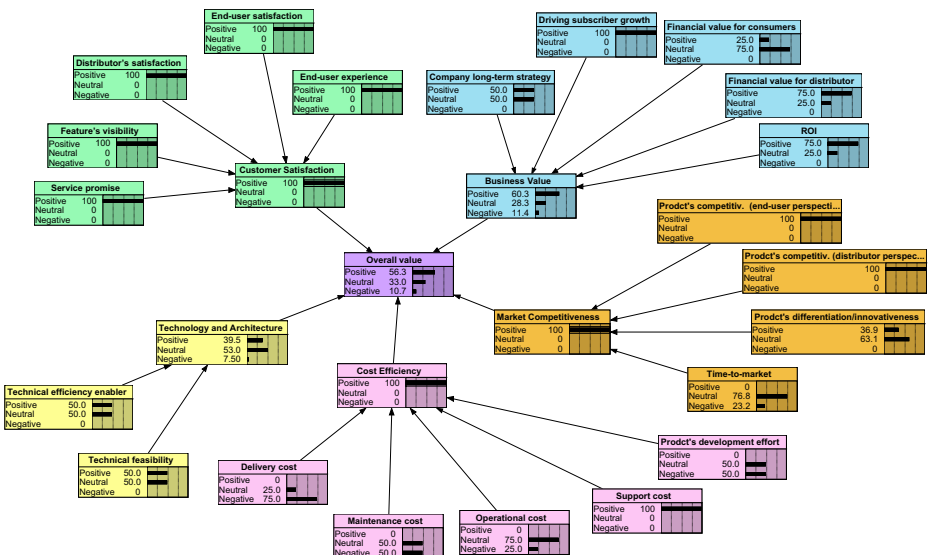 End-user satisfaction
Positive 100
Neutral 0
Negative 0
Driving subscriber growth
Positive 100
Neutral 0
Negative 0
Financial value for consumers
Positive 25.0
Neutral 75.0
Negative 0
Distributor's satisfaction
Positive 100
Neutral 0
Negative 0
End-user experience
Positive 100
Neutral 0
Negative 0
Company long-term strategy
Positive 50.0
Neutral 50.0
Negative 0
Financial value for distributor
Positive 75.0
Neutral 25.0
Negative 0
Feature's visibility
Positive 100
Neutral 0
Negative 0
ROI
Positive 75.0
Neutral 25.0
Negative 0
Customer Satisfaction
Positive 100
Neutral 0
Negative 0
Business Value
Positive 60.3
Neutral 28.3
Negative 11.4
Service promise
Positive 100
Neutral 0
Negative 0
Prodct's competitiv. (end-user perspecti...
Positive 100
Neutral 0
Negative 0
Overall value
Positive 56.3
Neutral 33.0
Negative 10.7
Prodct's competitiv. (distributor perspec...
Positive 100
Neutral 0
Negative 0
Technology and Architecture
Positive 39.5
Neutral 53.0
Negative 7.50
Market Competitiveness
Positive 100
Neutral 0
Negative 0
Prodct's differentiation/innovativeness
Positive 36.9
Neutral 63.1
Negative 0
Cost Efficiency
Positive 100
Neutral 0
Negative 0
Time-to-market
Positive 0
Neutral 76.8
Negative 23.2
Technical efficiency enabler
Positive 50.0
Neutral 50.0
Negative 0
Technical feasibility
Positive 50.0
Neutral 50.0
Negative 0
Delivery cost
Positive 0
Neutral 25.0
Negative 75.0
Prodct's development effort
Positive 0
Neutral 50.0
Negative 50.0
Support cost
Positive 100
Neutral 0
Negative 0
Maintenance cost
Positive 0
Neutral 50.0
Negative 50.0
Operational cost
Positive 0
Neutral 75.0
Negative 25.0